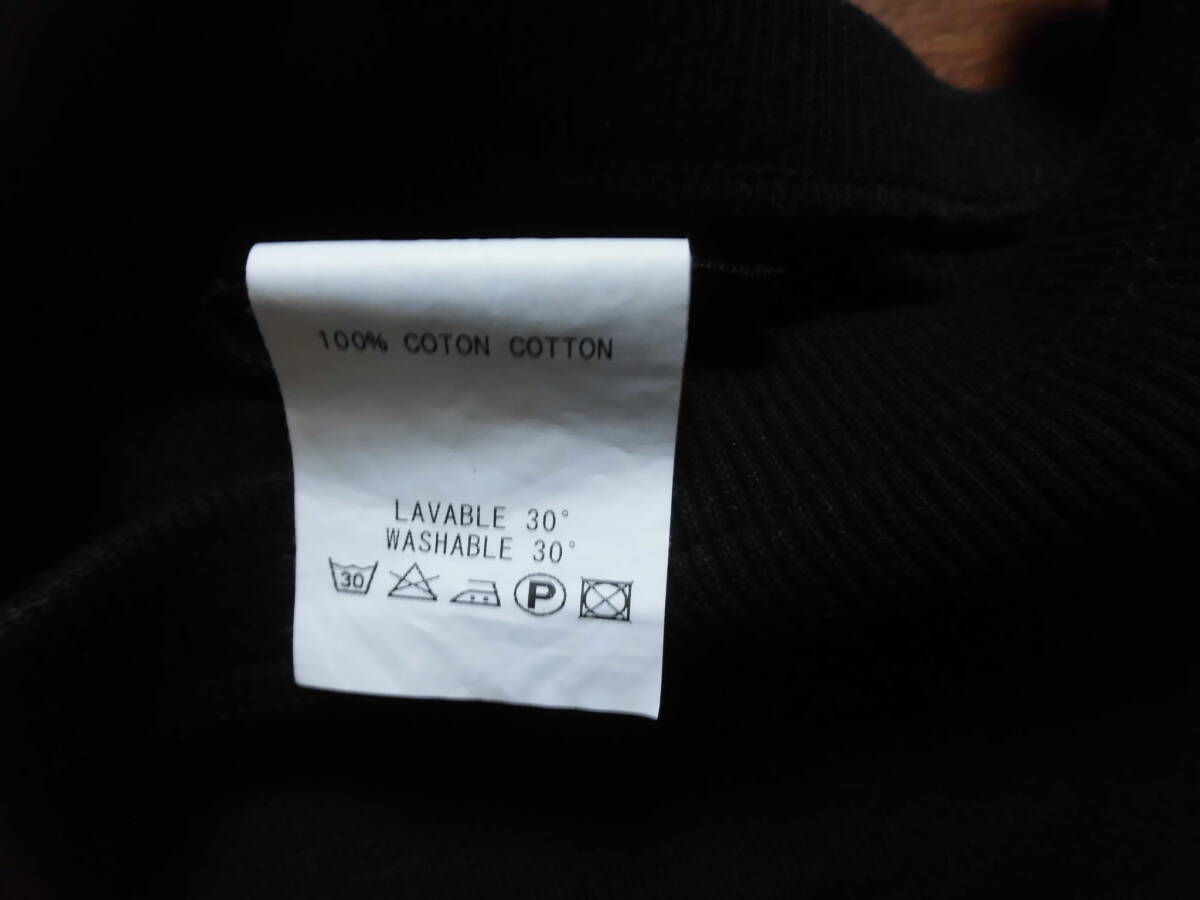 100% COTON COTTON
LAVABLE 30°
WASHABLE 30°
30 P